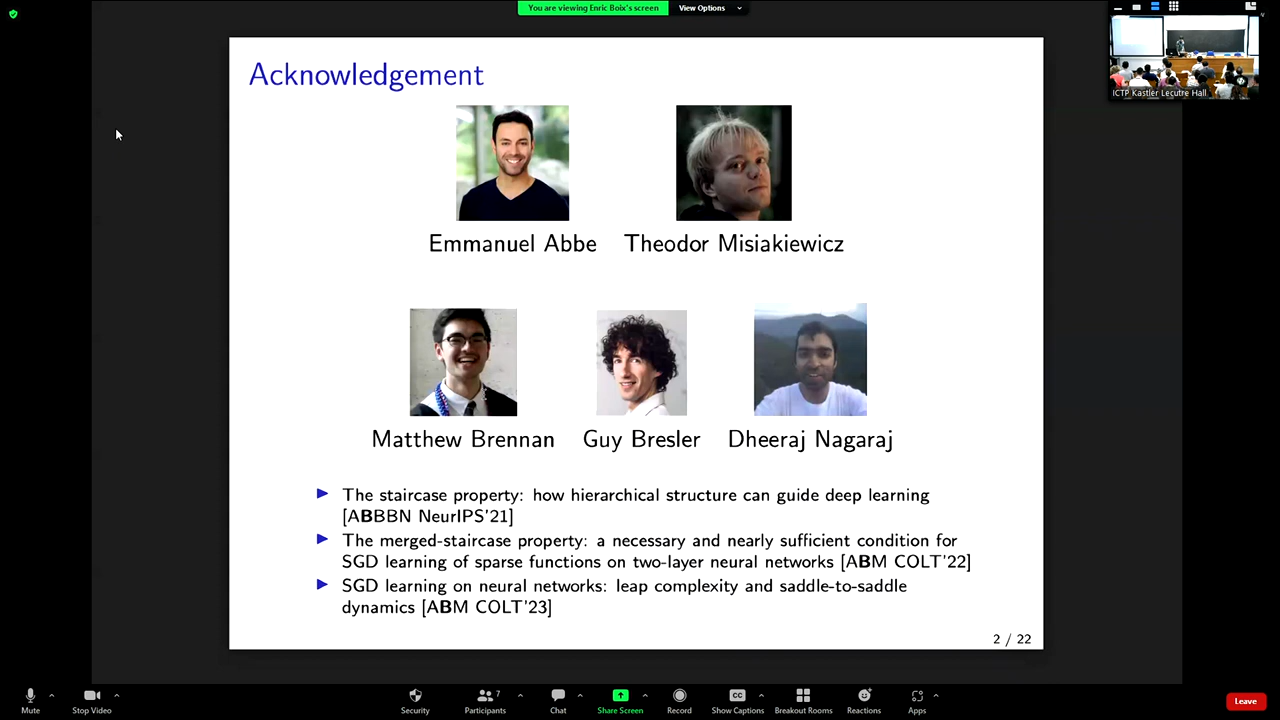 You are viewing Enric Boix's screen
View Options
ICTP Kastler Lecutre Hall
Acknowledgement
Emmanuel Abbe
Theodor Misiakiewicz
Matthew Brennan
Guy Bresler
Dheeraj Nagaraj
The staircase property: how hierarchical structure can guide deep learning
[ABBBN NeurIPS'21]
The merged-staircase property: a necessary and nearly sufficient condition for
SGD learning of sparse functions on two-layer neural networks [ABM COLT'22]
SGD learning on neural networks: leap complexity and saddle-to-saddle
dynamics [ABM COLT'23]
2 / 22
Mute
Stop Video
Security
Participants
7
Chat
Share Screen
Record
Show Captions
Breakout Rooms
Reactions
Apps
Leave